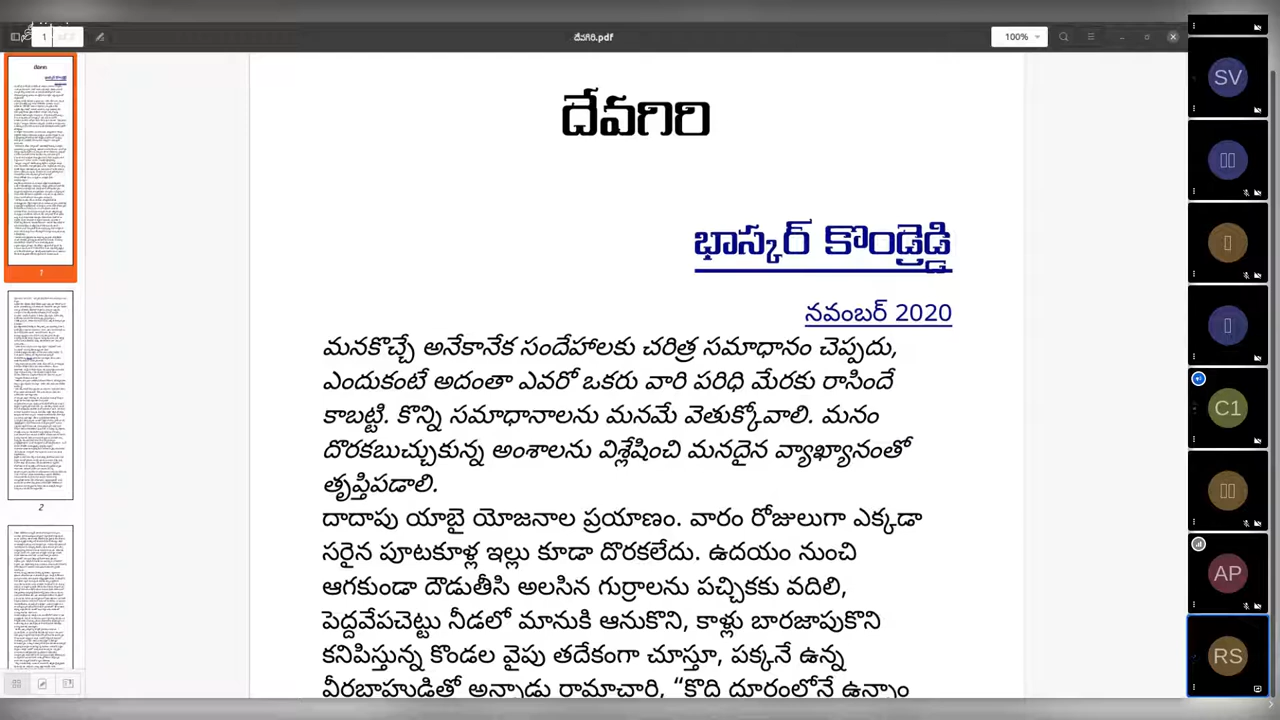 1
దేవగిరి.pdf
100%
దేవగిరి
భాస్కర్ కొండ్రెడ్డి
నవంబర్ 2020
మనకొచ్చే అనేకానేక సందేహాలకు చరిత్ర సమాధానం చెప్పదు,
ఎందుకంటే అదంతా ఎవరో ఒకరు వారి పరిధిమేరకు రాసిందే
కాబట్టి. కొన్ని సమాధానాలను మనమే వెతుక్కోవాలి. మనం
దొరకబుచ్చుకున్న అంశాలను విశ్లేషించి మనదైన వ్యాఖ్యానంతో
తృప్తిపడాలి.
దాదాపు యాభై యోజనాల ప్రయాణం. వారం రోజులుగా ఎక్కడా
సరైన పూటకూళ్ల ఇల్లు కూడా దొరకలేదు. ఉదయం నుంచి
ఆగకుండా దౌడుతీసి అలసిన గుర్రాలను పచ్చికకు వదిలి,
పెద్దవేపచెట్టు నీడలో మానుకి ఆనుకొని, కాళ్లు బారజాపుకొని
కనిపిస్తున్న కొండల వైపు తదేకంగా చూస్తూ, పక్కనే ఉన్న
వీరబాహుడితో అన్నాడు రామాచారి, “కొద్ది దూరంలోనే ఉన్నాం
1
2
SV
C1
AP
RS